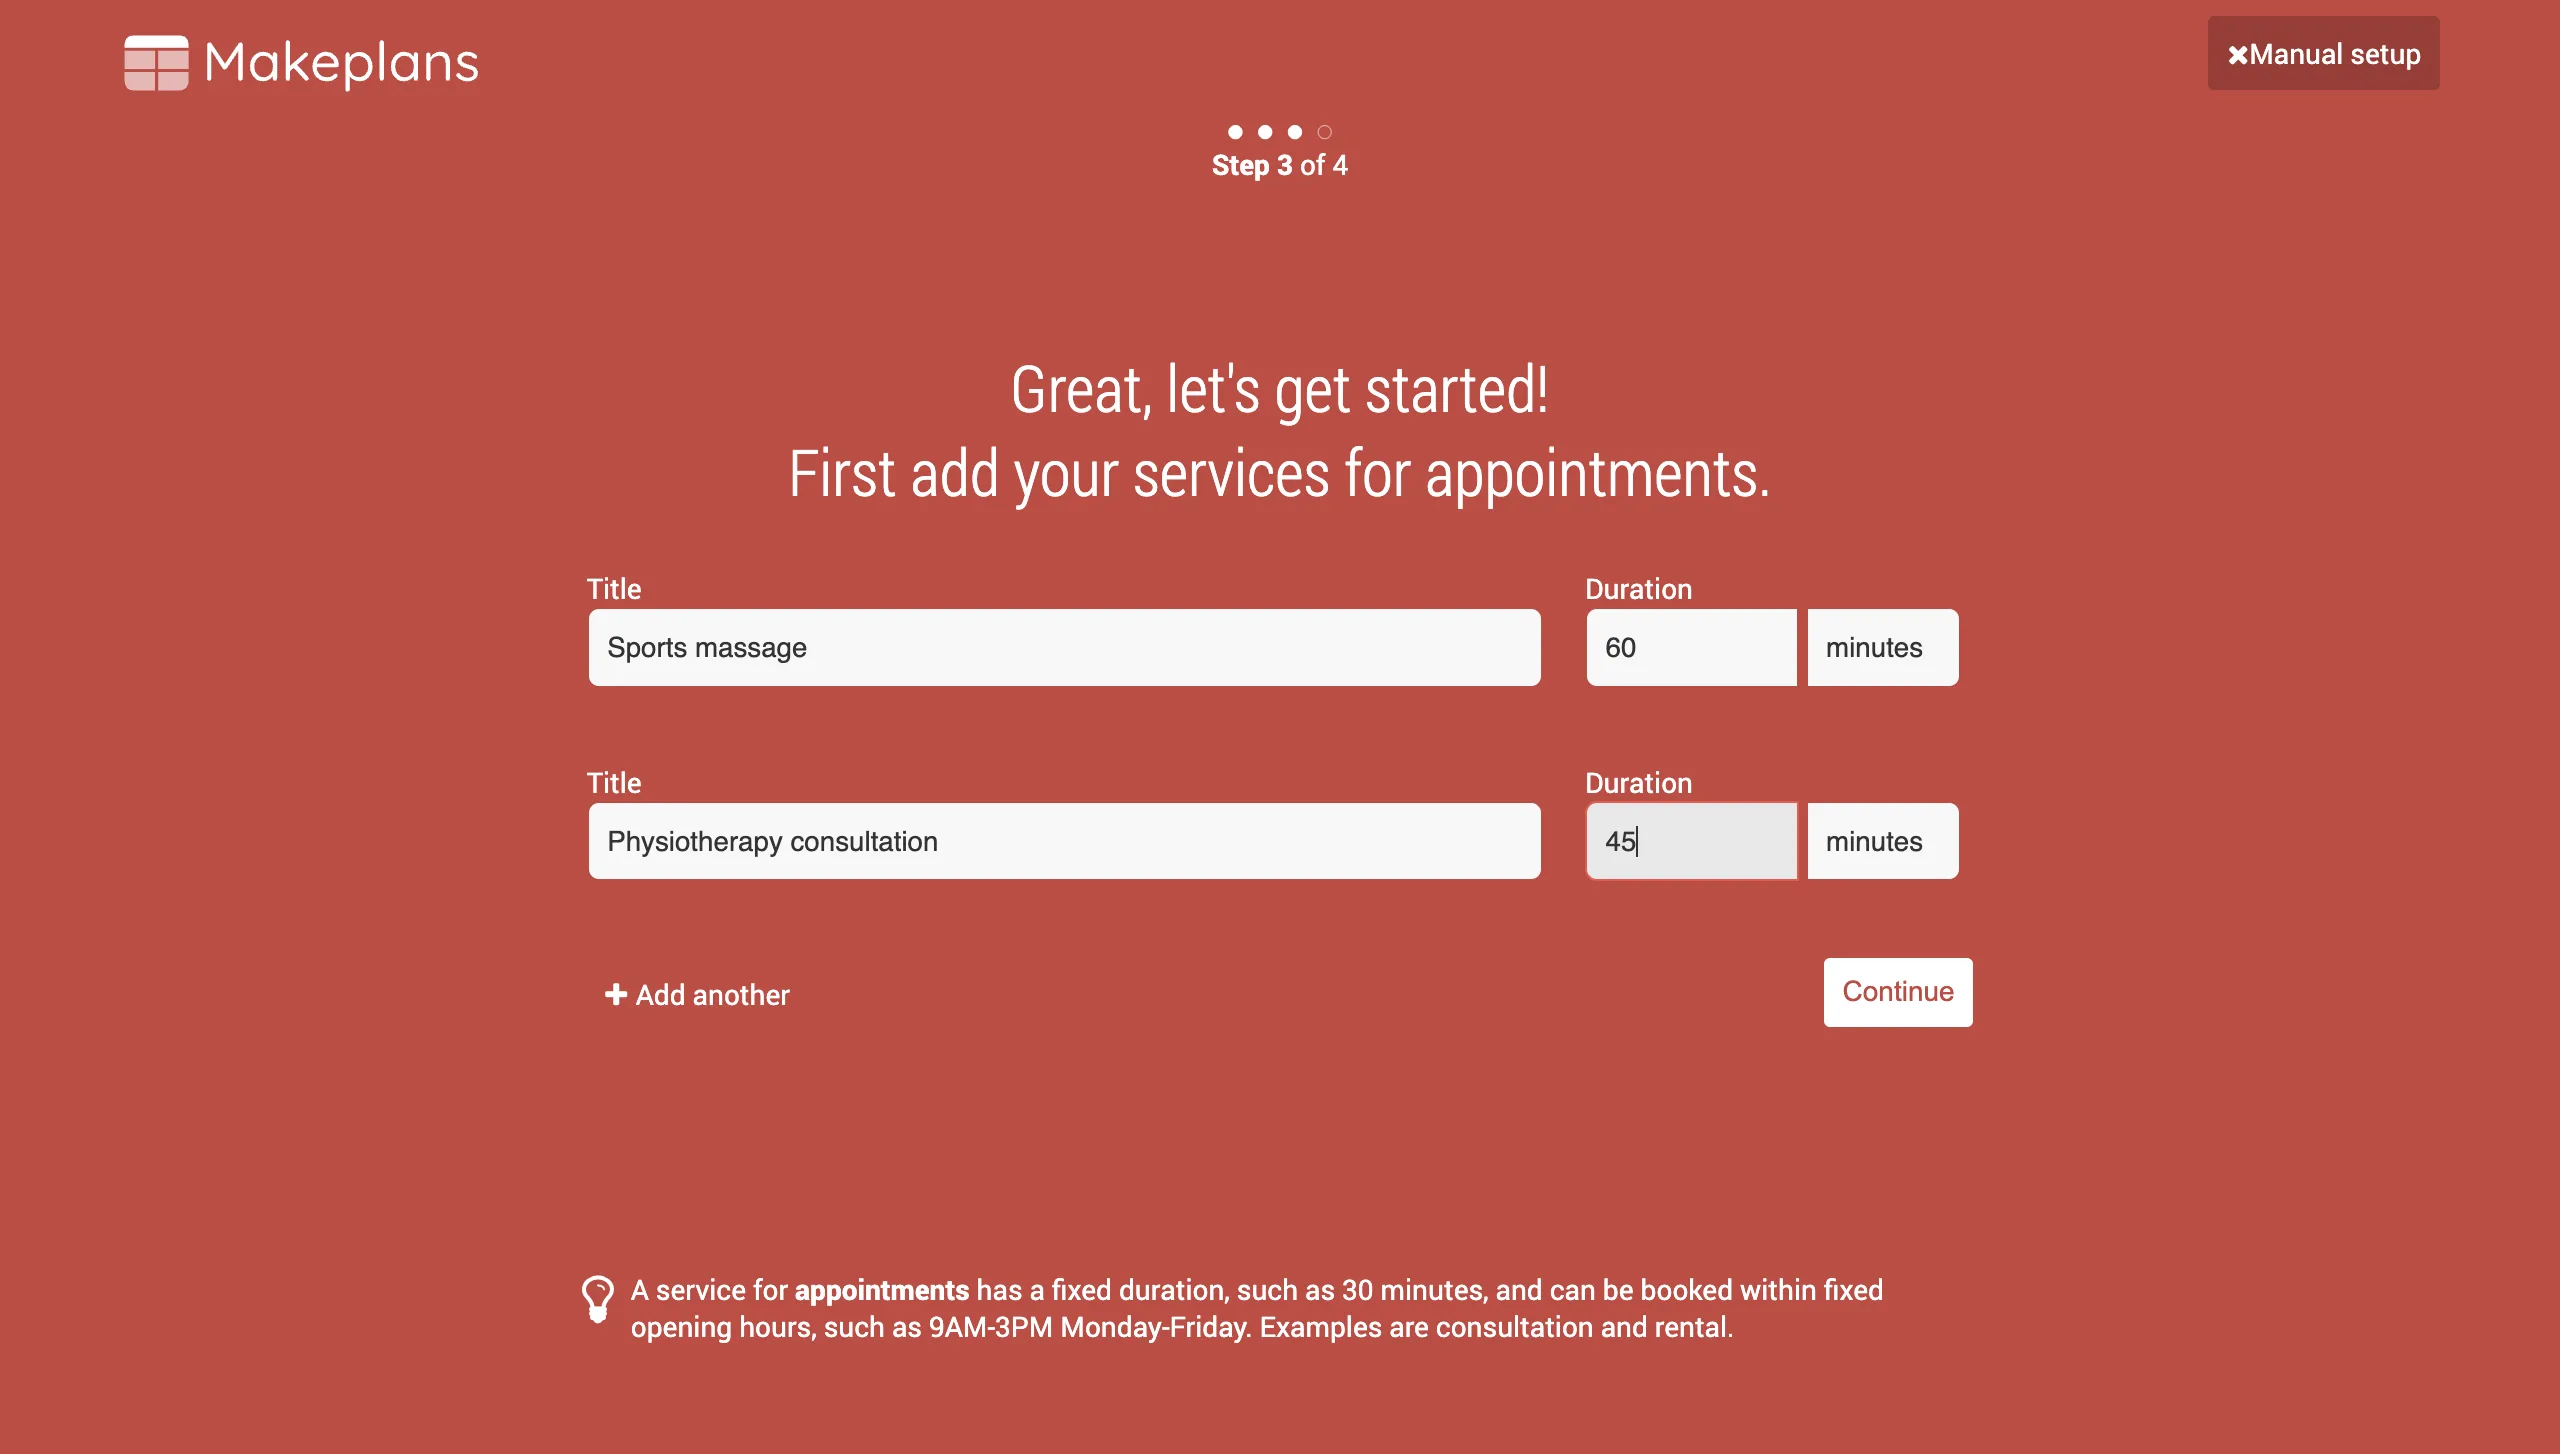 Makeplans
Manual setup
Step 3 of 4
Great, let's get started!
First add your services for appointments.
Title
Duration
Sports massage
60
minutes
Title
Duration
Physiotherapy consultation
45
minutes
Add another
Continue
A service for appointments has a fixed duration, such as 30 minutes, and can be booked within fixed
opening hours, such as 9AM-3PM Monday-Friday. Examples are consultation and rental.